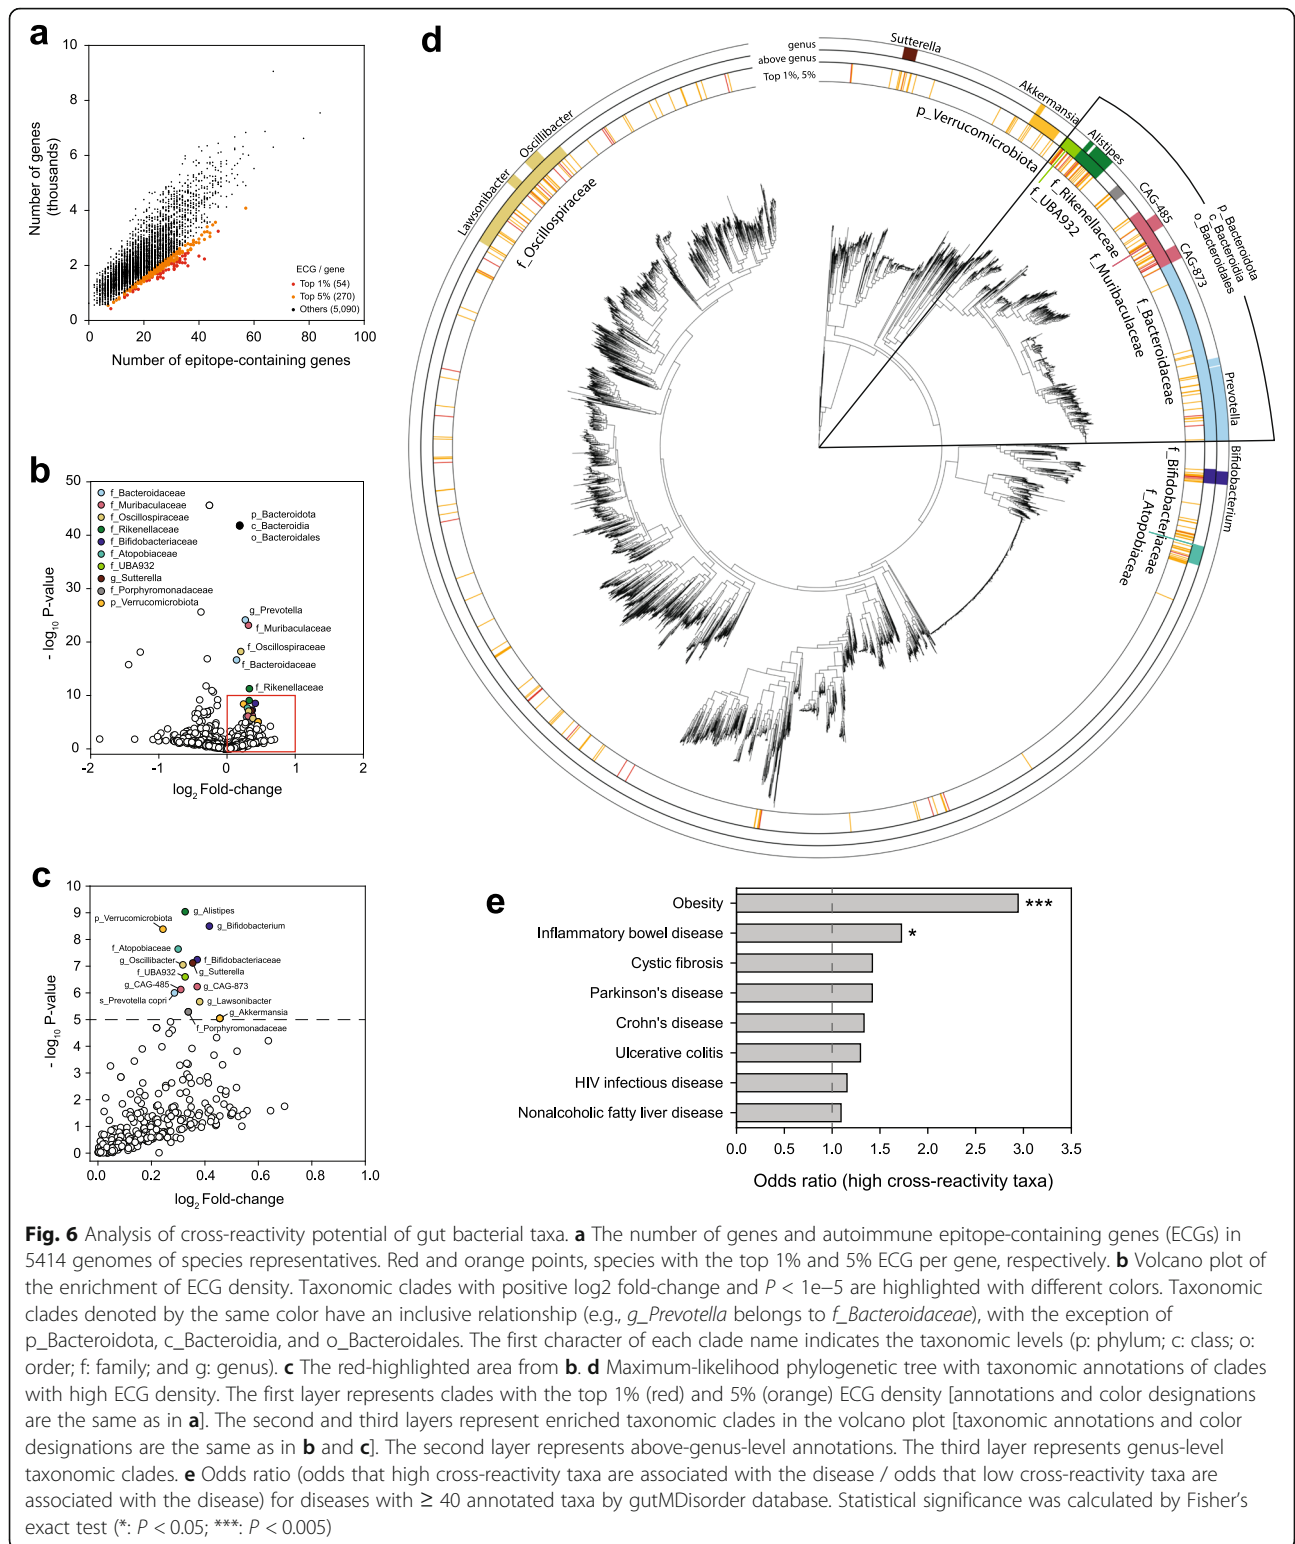 a
10
8
6
4
2
0
Number of genes
(thousands)
ECG / gene
Top 1% (54)
Top 5% (270)
Others (5,090)
0 20 40 60 80 100
Number of epitope-containing genes
b
50
40
30
20
10
0
- log10 P-value
f_Bacteroidaceae
f_Muribaculaceae
f_Oscillospiraceae
f_Rikenellaceae
f_Bifidobacteriaceae
f_Atopobiaceae
f_UBA932
g_Sutterella
f_Porphyromonadaceae
p_Verrucomicrobiota
p_Bacteroidota
c_Bacteroidia
o_Bacteroidales
g_Prevotella
f_Muribaculaceae
f_Oscillospiraceae
f_Bacteroidaceae
f_Rikenellaceae
-2 -1 0 1 2
log2 Fold-change
c
10
9
8
7
6
5
4
3
2
1
0
- log10 P-value
g_Alistipes
p_Verrucomicrobiota
g_Bifidobacterium
f_Atopobiaceae
g_Oscillibacter
f_Bifidobacteriaceae
f_UBA932
g_Sutterella
g_CAG-485
g_CAG-873
s_Prevotella copri
g_Lawsonibacter
g_Akkermansia
f_Porphyromonadaceae
0.0 0.2 0.4 0.6 0.8 1.0
log2 Fold-change
d
genus
above genus
Top 1%, 5%
Sutterella
Akkermansia
p_Verrucomicrobiota
Alistipes
f_UBA932
f_Rikenellaceae
CAG-485
f_Muribaculaceae
CAG-873
p_Bacteroidota
c_Bacteroidia
o_Bacteroidales
f_Bacteroidaceae
Prevotella
Bifidobacterium
f_Bifidobacteriaceae
f_Atopobiaceae
Oscillibacter
Lawsonibacter
f_Oscillospiraceae
e
Obesity
***
Inflammatory bowel disease
*
Cystic fibrosis
Parkinson's disease
Crohn's disease
Ulcerative colitis
HIV infectious disease
Nonalcoholic fatty liver disease
0.0 0.5 1.0 1.5 2.0 2.5 3.0 3.5
Odds ratio (high cross-reactivity taxa)
Fig. 6 Analysis of cross-reactivity potential of gut bacterial taxa. a The number of genes and autoimmune epitope-containing genes (ECGs) in
5414 genomes of species representatives. Red and orange points, species with the top 1% and 5% ECG per gene, respectively. b Volcano plot of
the enrichment of ECG density. Taxonomic clades with positive log2 fold-change and P < 1e−5 are highlighted with different colors. Taxonomic
clades denoted by the same color have an inclusive relationship (e.g., g_Prevotella belongs to f_Bacteroidaceae), with the exception of
p_Bacteroidota, c_Bacteroidia, and o_Bacteroidales. The first character of each clade name indicates the taxonomic levels (p: phylum; c: class; o:
order; f: family; and g: genus). c The red-highlighted area from b. d Maximum-likelihood phylogenetic tree with taxonomic annotations of clades
with high ECG density. The first layer represents clades with the top 1% (red) and 5% (orange) ECG density [annotations and color designations
are the same as in a]. The second and third layers represent enriched taxonomic clades in the volcano plot [taxonomic annotations and color
designations are the same as in b and c]. The second layer represents above-genus-level annotations. The third layer represents genus-level
taxonomic clades. e Odds ratio (odds that high cross-reactivity taxa are associated with the disease / odds that low cross-reactivity taxa are
associated with the disease) for diseases with ≥ 40 annotated taxa by gutMDisorder database. Statistical significance was calculated by Fisher's
exact test (*: P < 0.05; ***: P < 0.005)